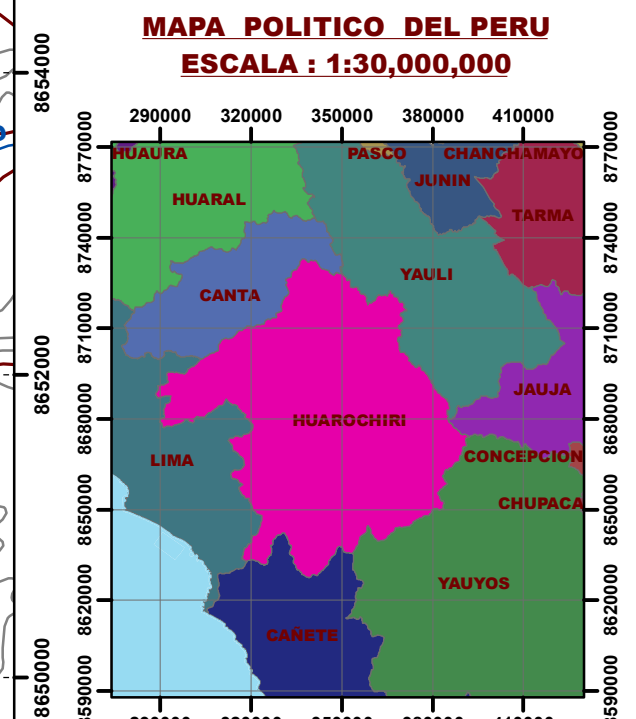 MAPA POLITICO DEL PERU
ESCALA : 1:30,000,000
8654000
8652000
8650000
290000 320000 350000 380000 410000
8770000
8740000
8710000
8680000
8650000
8620000
8590000
HUAURA PASCO CHANCHAMAYO
JUNIN
HUARAL
TARMA
YAULI
CANTA
JAUJA
HUAROCHIRI
CONCEPCION
LIMA
CHUPACA
YAUYOS
CAÑETE
8770000
8740000
8710000
8680000
8650000
8620000
8590000